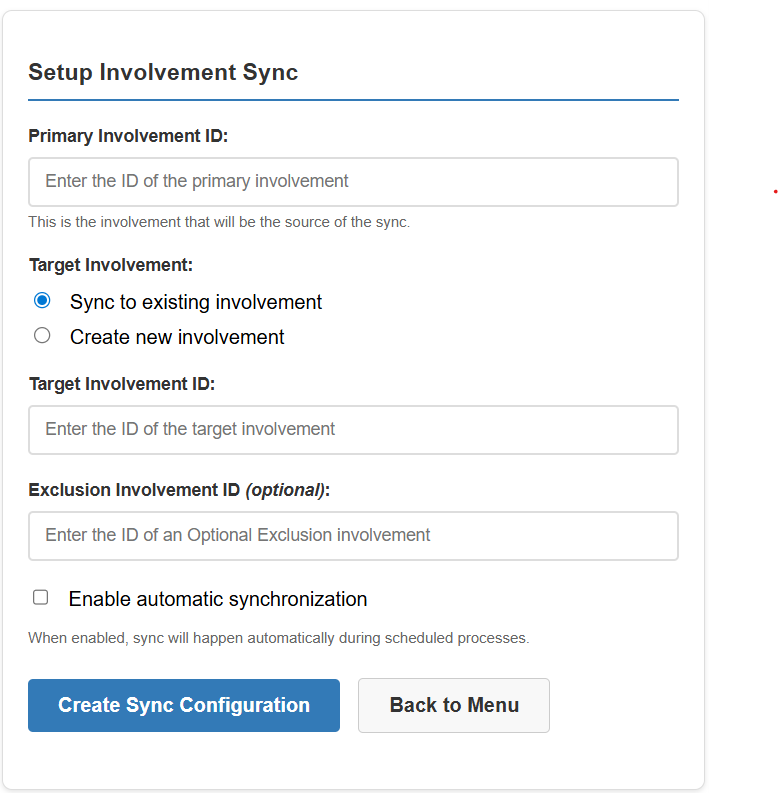 Setup Involvement Sync
Primary Involvement ID:
Enter the ID of the primary involvement
This is the involvement that will be the source of the sync.
Target Involvement:
Sync to existing involvement
Create new involvement
Target Involvement ID:
Enter the ID of the target involvement
Exclusion Involvement ID (optional):
Enter the ID of an Optional Exclusion involvement
Enable automatic synchronization
When enabled, sync will happen automatically during scheduled processes.
Create Sync Configuration
Back to Menu